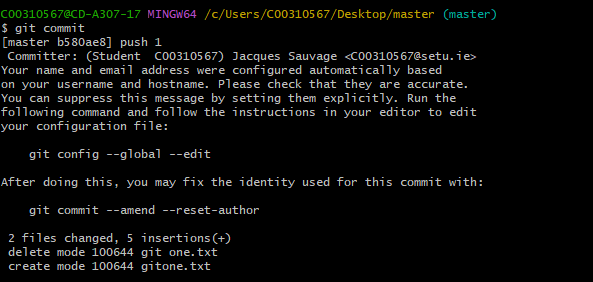 C00310567@CD-A307-17 MINGW64 /c/Users/C00310567/Desktop/master (master)
$ git commit
[master b580ae8] push 1
 Committer: (Student  C00310567) Jacques Sauvage <C00310567@setu.ie>
Your name and email address were configured automatically based
on your username and hostname. Please check that they are accurate.
You can suppress this message by setting them explicitly. Run the
following command and follow the instructions in your editor to edit
your configuration file:

    git config --global --edit

After doing this, you may fix the identity used for this commit with:

    git commit --amend --reset-author

 2 files changed, 5 insertions(+)
 delete mode 100644 git one.txt
 create mode 100644 gitone.txt